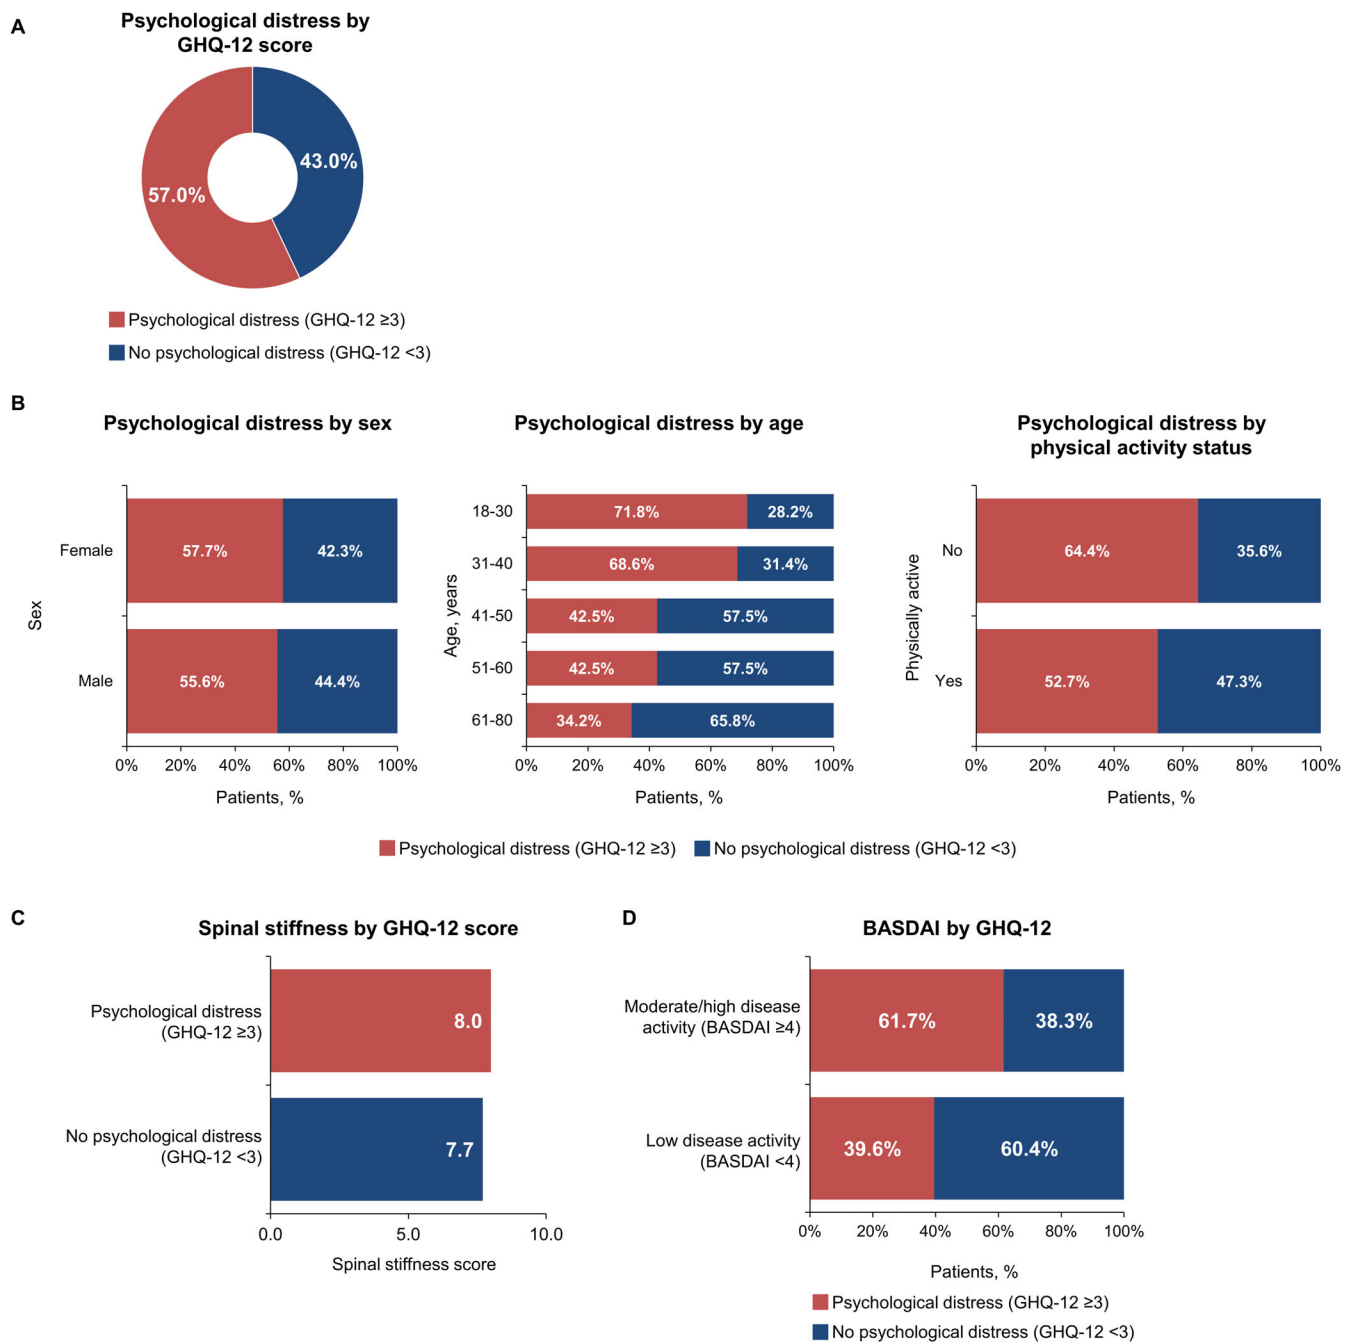 A
Psychological distress by
GHQ-12 score
43.0%
57.0%
Psychological distress (GHQ-12 ≥3)
No psychological distress (GHQ-12 <3)
B
Psychological distress by sex
Sex
Female
57.7%
42.3%
Male
55.6%
44.4%
0%
20%
40%
60%
80%
100%
Patients, %
Psychological distress by age
Age, years
18-30
71.8%
28.2%
31-40
68.6%
31.4%
41-50
42.5%
57.5%
51-60
42.5%
57.5%
61-80
34.2%
65.8%
0%
20%
40%
60%
80%
100%
Patients, %
Psychological distress by
physical activity status
Physically active
No
64.4%
35.6%
Yes
52.7%
47.3%
0%
20%
40%
60%
80%
100%
Patients, %
Psychological distress (GHQ-12 ≥3)
No psychological distress (GHQ-12 <3)
C
Spinal stiffness by GHQ-12 score
Psychological distress
(GHQ-12 ≥3)
8.0
No psychological distress
(GHQ-12 <3)
7.7
0.0
5.0
10.0
Spinal stiffness score
D
BASDAI by GHQ-12
Moderate/high disease
activity (BASDAI ≥4)
61.7%
38.3%
Low disease activity
(BASDAI <4)
39.6%
60.4%
0%
20%
40%
60%
80%
100%
Patients, %
Psychological distress (GHQ-12 ≥3)
No psychological distress (GHQ-12 <3)